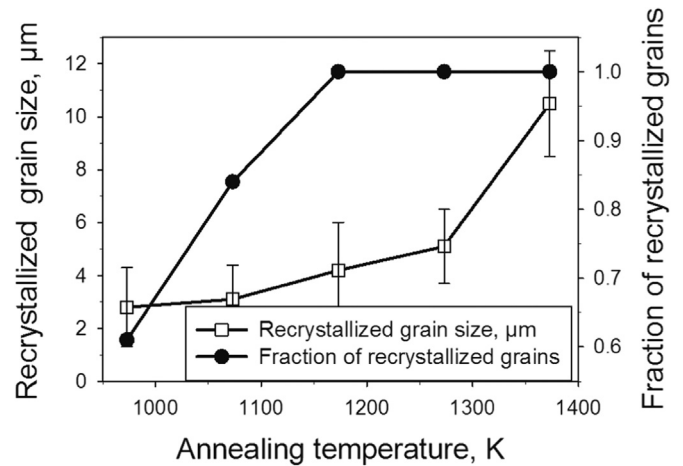 Recrystallized grain size, µm
12
10
8
6
4
2
0
1.0
0.9
0.8
0.7
0.6
Fraction of recrystallized grains
Recrystallized grain size, µm
Fraction of recrystallized grains
1000 1100 1200 1300 1400
Annealing temperature, K